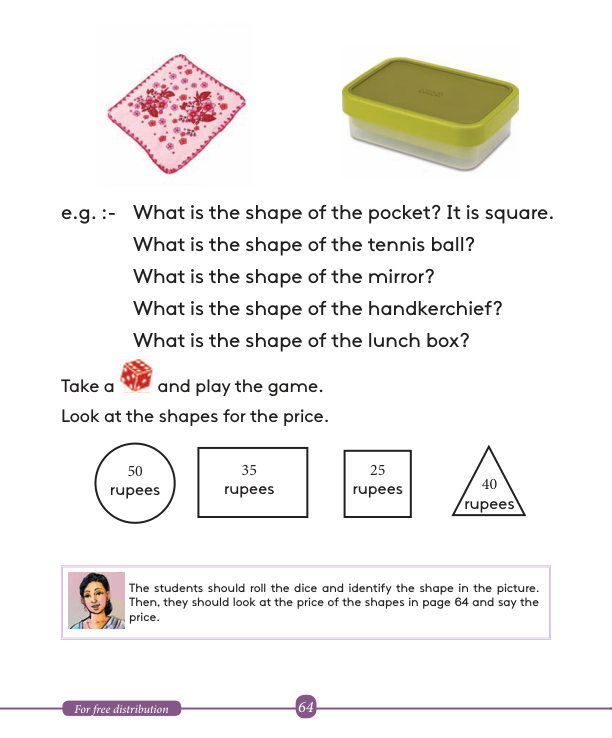 e.g. :- What is the shape of the pocket? It is square.
What is the shape of the tennis ball?
What is the shape of the mirror?
What is the shape of the handkerchief?
What is the shape of the lunch box?
Take a and play the game.
Look at the shapes for the price.
50
rupees
35
rupees
25
rupees
40
rupees
The students should roll the dice and identify the shape in the picture.
Then, they should look at the price of the shapes in page 64 and say the
price.
For free distribution
64